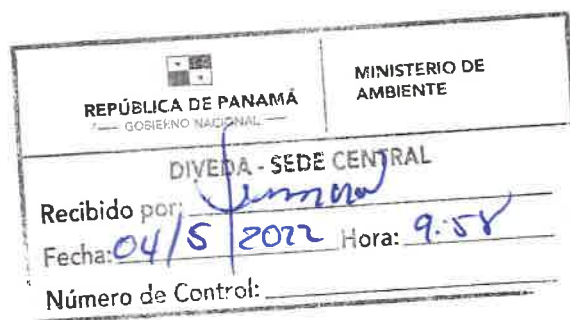 REPÚBLICA DE PANAMÁ
— GOBIERNO NACIONAL —
MINISTERIO DE
AMBIENTE
DIVEDA - SEDE CENTRAL
Recibido por:
Fecha: 04/5/2022 Hora: 9:58
Número de Control: